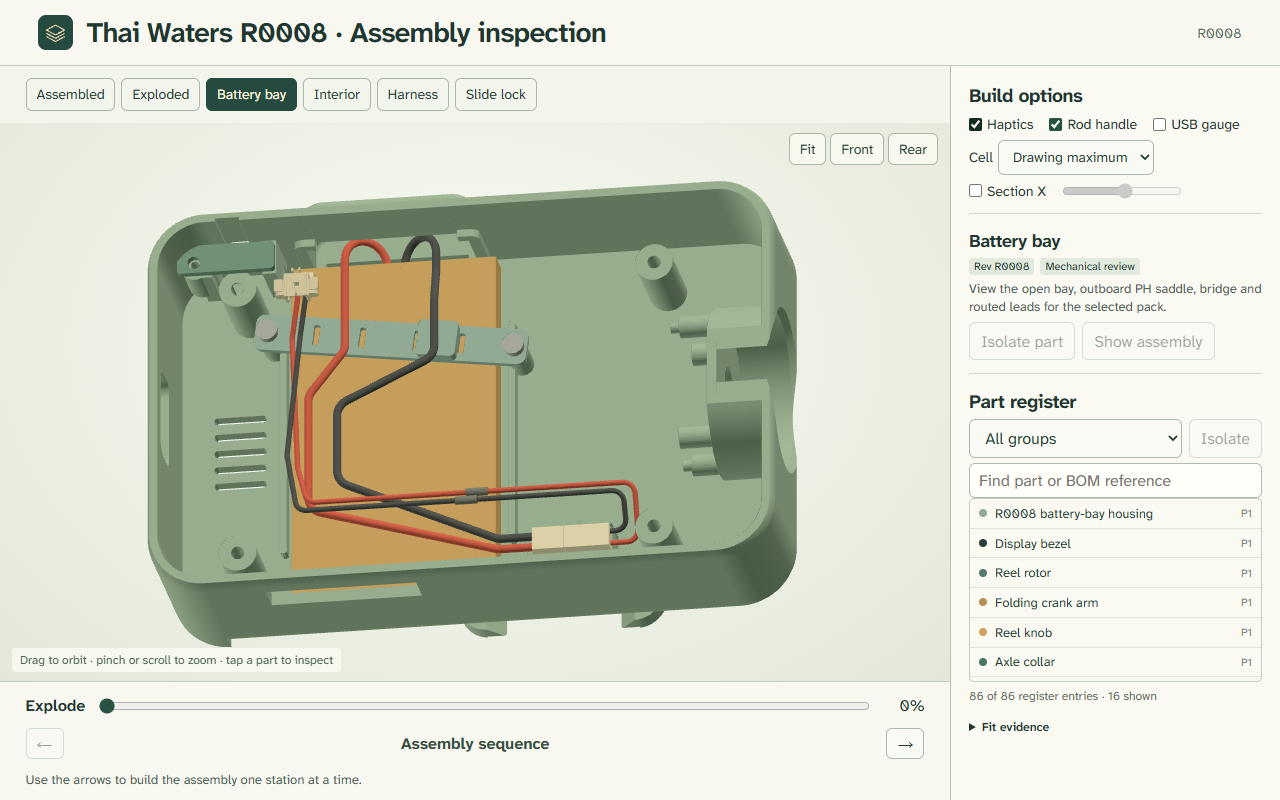 Thai Waters R0008 · Assembly inspection
R0008
Assembled
Exploded
Battery bay
Interior
Harness
Slide lock
Fit
Front
Rear
Drag to orbit · pinch or scroll to zoom · tap a part to inspect
Explode
0%
←
Assembly sequence
→
Use the arrows to build the assembly one station at a time.
Build options
Haptics
Rod handle
USB gauge
Cell
Drawing maximum
Section X
Battery bay
Rev R0008
Mechanical review
View the open bay, outboard PH saddle, bridge and
routed leads for the selected pack.
Isolate part
Show assembly
Part register
All groups
Isolate
Find part or BOM reference
R0008 battery-bay housing P1
Display bezel P1
Reel rotor P1
Folding crank arm P1
Reel knob P1
Axle collar P1
86 of 86 register entries · 16 shown
Fit evidence